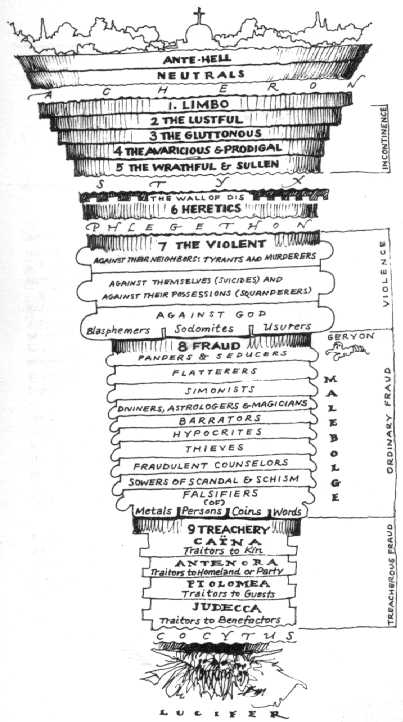 ANTE-HELL
NEUTRALS
ACHERON
1. LIMBO
2 THE LUSTFUL
3 THE GLUTTONOUS
4 THE AVARICIOUS & PRODIGAL
5 THE WRATHFUL & SULLEN
INCONTINENCE
STYX
THE WALL OF DIS
6 HERETICS
PHLEGETHON
7 THE VIOLENT
AGAINST THEIR NEIGHBORS: TYRANTS AND MURDERERS
AGAINST THEMSELVES (SUICIDES) AND
AGAINST THEIR POSSESSIONS (SQUANDERERS)
AGAINST GOD
Blasphemers Sodomites Usurers
VIOLENCE
GERYON
8 FRAUD
PANDERS & SEDUCERS
FLATTERERS
SIMONISTS
DIVINERS, ASTROLOGERS & MAGICIANS
BARRATORS
HYPOCRITES
THIEVES
FRAUDULENT COUNSELORS
SOWERS OF SCANDAL & SCHISM
FALSIFIERS
(OF)
Metals Persons Coins Words
MALEBOLGE
ORDINARY FRAUD
9 TREACHERY
CAÏNA
Traitors to Kin
ANTENORA
Traitors to Homeland or Party
PTOLOMEA
Traitors to Guests
JUDECCA
Traitors to Benefactors
TREACHEROUS FRAUD
COCYTUS
LUCIFER